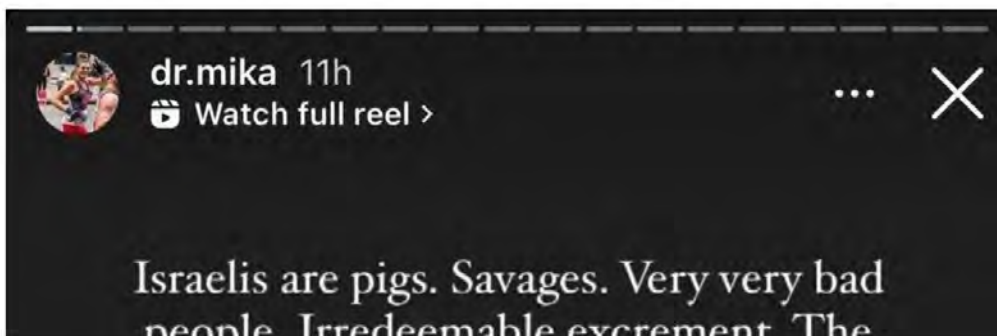 dr.mika 11h
Watch full reel >
Israelis are pigs. Savages. Very very bad
people. Irredeemable excrement. The